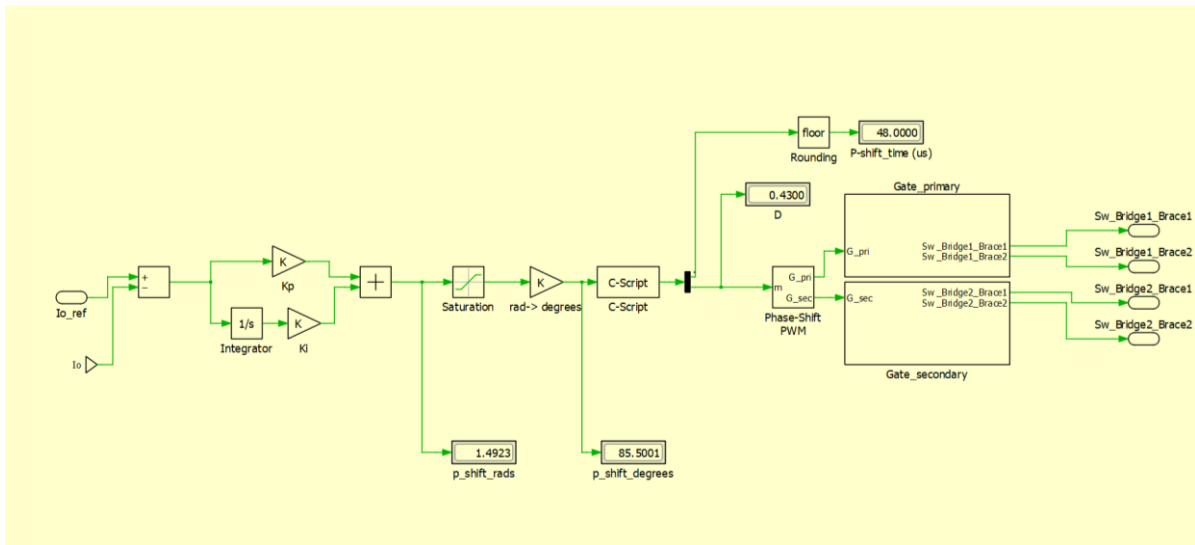 floor
Rounding
48.0000
P-shift_time (us)
0.4300
D
Gate_primary
G_pri
Sw_Bridge1_Brace1
Sw_Bridge1_Brace2
Sw_Bridge1_Brace1
Sw_Bridge1_Brace2
Io_ref
+
−
Io
K
Kp
1/s
Integrator
K
Ki
+
Saturation
K
rad-> degrees
C-Script
C-Script
m
G_pri
G_sec
Phase-Shift
PWM
G_sec
Sw_Bridge2_Brace1
Sw_Bridge2_Brace2
Gate_secondary
Sw_Bridge2_Brace1
Sw_Bridge2_Brace2
1.4923
p_shift_rads
85.5001
p_shift_degrees